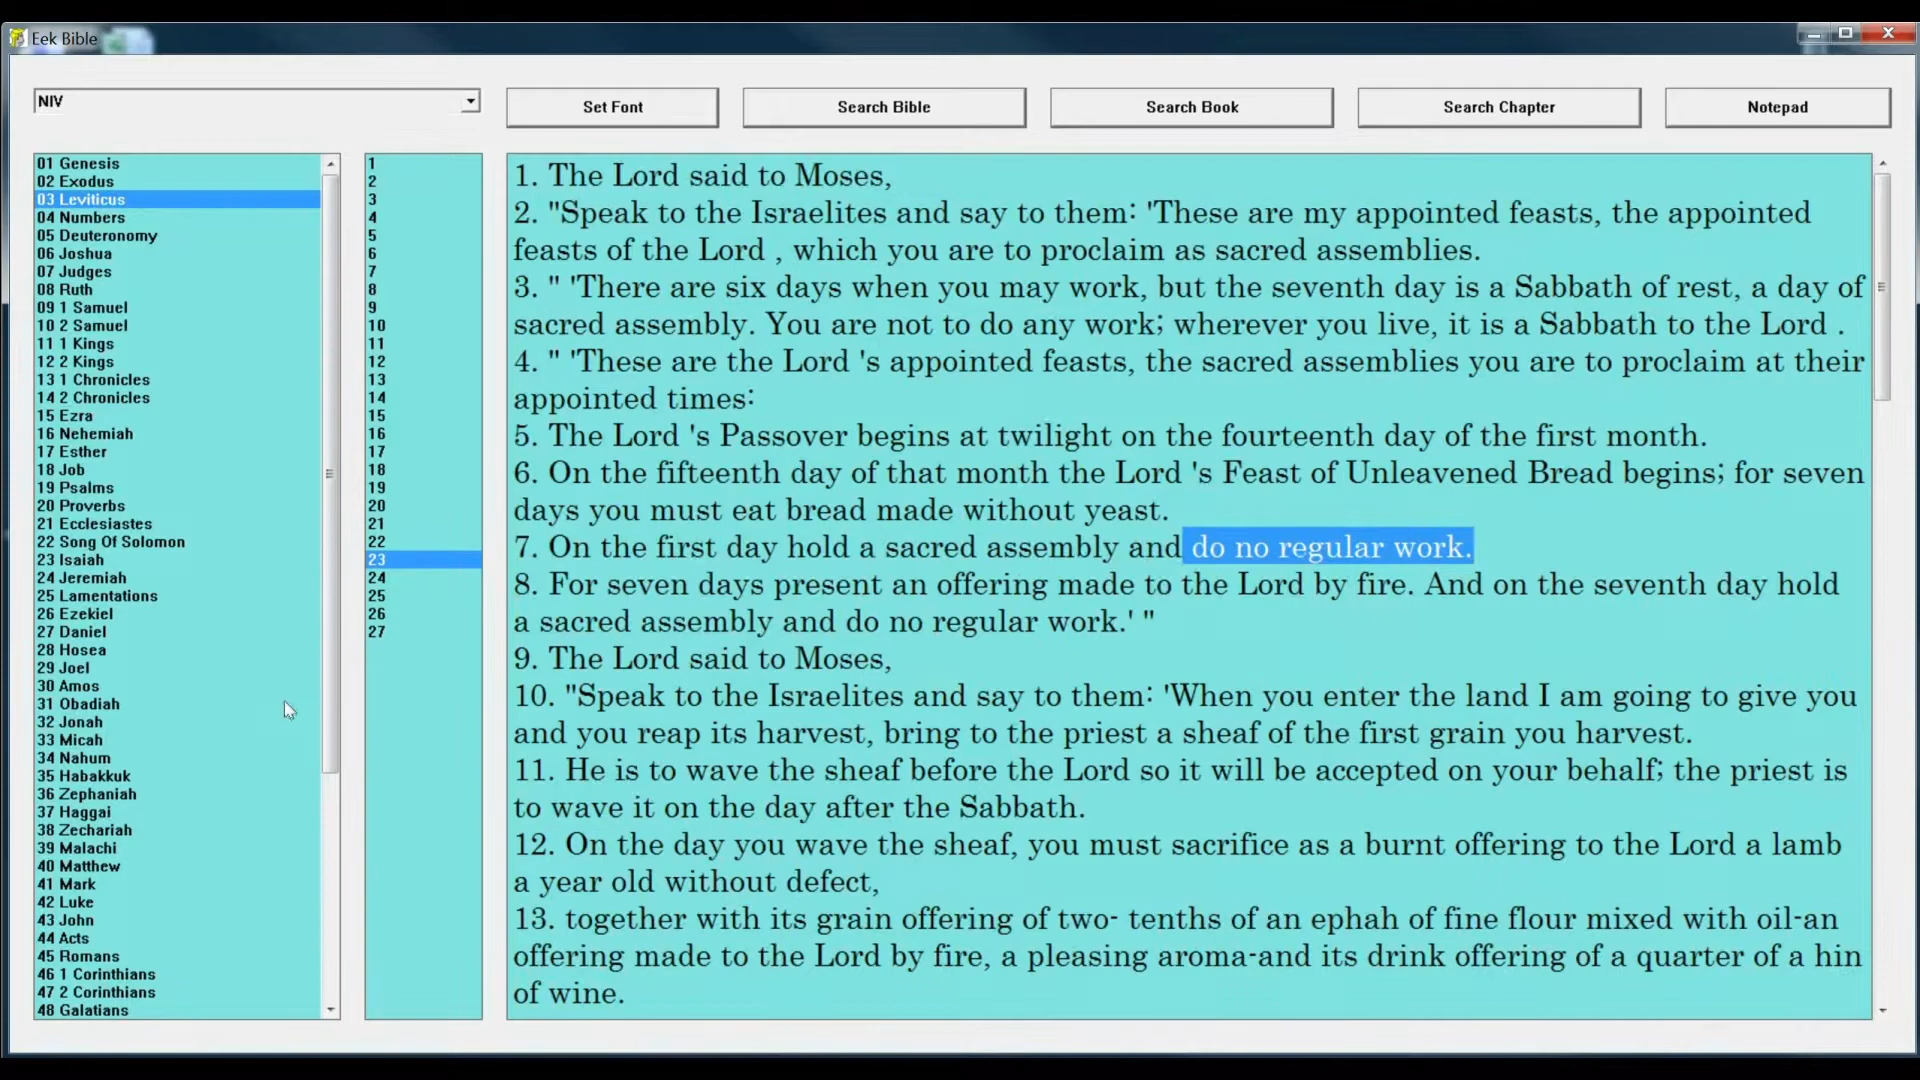 Eek Bible
NIV
Set Font
Search Bible
Search Book
Search Chapter
Notepad
01 Genesis
02 Exodus
03 Leviticus
04 Numbers
05 Deuteronomy
06 Joshua
07 Judges
08 Ruth
09 1 Samuel
10 2 Samuel
11 1 Kings
12 2 Kings
13 1 Chronicles
14 2 Chronicles
15 Ezra
16 Nehemiah
17 Esther
18 Job
19 Psalms
20 Proverbs
21 Ecclesiastes
22 Song Of Solomon
23 Isaiah
24 Jeremiah
25 Lamentations
26 Ezekiel
27 Daniel
28 Hosea
29 Joel
30 Amos
31 Obadiah
32 Jonah
33 Micah
34 Nahum
35 Habakkuk
36 Zephaniah
37 Haggai
38 Zechariah
39 Malachi
40 Matthew
41 Mark
42 Luke
43 John
44 Acts
45 Romans
46 1 Corinthians
47 2 Corinthians
48 Galatians
1
2
3
4
5
6
7
8
9
10
11
12
13
14
15
16
17
18
19
20
21
22
23
24
25
26
27
1. The Lord said to Moses,
2. "Speak to the Israelites and say to them: 'These are my appointed feasts, the appointed
feasts of the Lord , which you are to proclaim as sacred assemblies.
3. " 'There are six days when you may work, but the seventh day is a Sabbath of rest, a day of
sacred assembly. You are not to do any work; wherever you live, it is a Sabbath to the Lord .
4. " 'These are the Lord 's appointed feasts, the sacred assemblies you are to proclaim at their
appointed times:
5. The Lord 's Passover begins at twilight on the fourteenth day of the first month.
6. On the fifteenth day of that month the Lord 's Feast of Unleavened Bread begins; for seven
days you must eat bread made without yeast.
7. On the first day hold a sacred assembly and do no regular work.
8. For seven days present an offering made to the Lord by fire. And on the seventh day hold
a sacred assembly and do no regular work.' "
9. The Lord said to Moses,
10. "Speak to the Israelites and say to them: 'When you enter the land I am going to give you
and you reap its harvest, bring to the priest a sheaf of the first grain you harvest.
11. He is to wave the sheaf before the Lord so it will be accepted on your behalf; the priest is
to wave it on the day after the Sabbath.
12. On the day you wave the sheaf, you must sacrifice as a burnt offering to the Lord a lamb
a year old without defect,
13. together with its grain offering of two- tenths of an ephah of fine flour mixed with oil-an
offering made to the Lord by fire, a pleasing aroma-and its drink offering of a quarter of a hin
of wine.